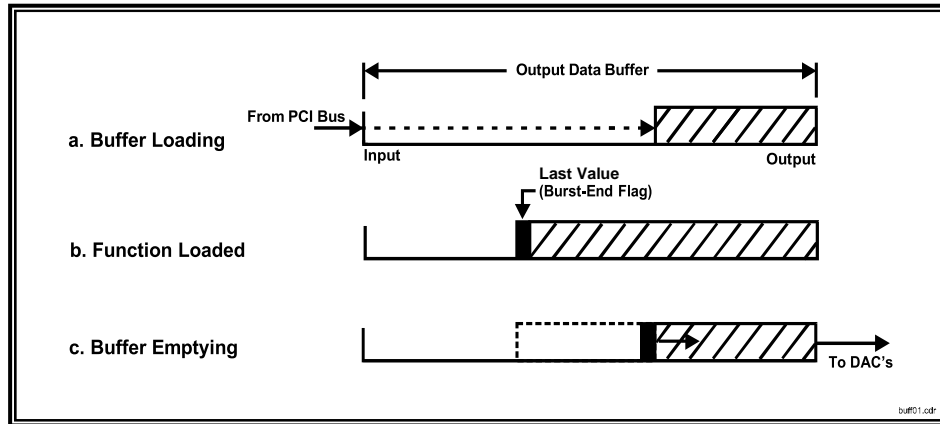 Output Data Buffer
From PCI Bus
a. Buffer Loading
Input
Output
Last Value
(Burst-End Flag)
b. Function Loaded
c. Buffer Emptying
To DAC's
buff01.cdr